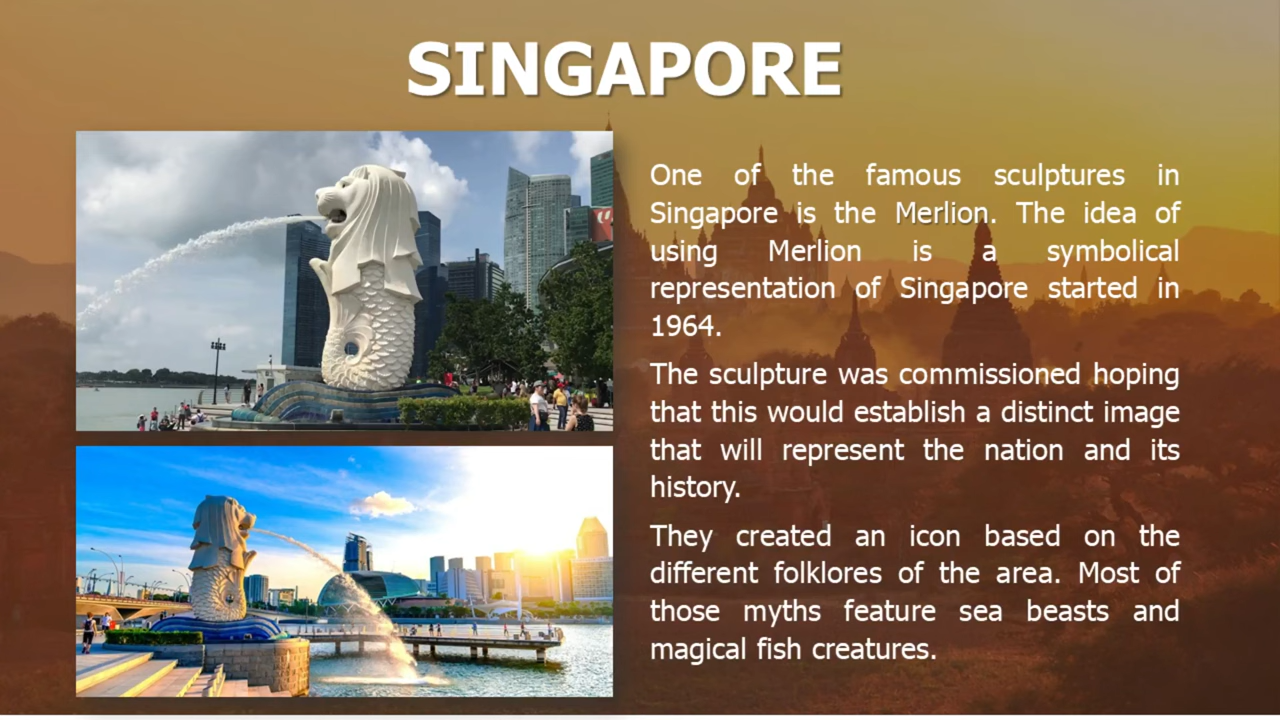 SINGAPORE
One of the famous sculptures in
Singapore is the Merlion. The idea of
using Merlion is a symbolical
representation of Singapore started in
1964.
The sculpture was commissioned hoping
that this would establish a distinct image
that will represent the nation and its
history.
They created an icon based on the
different folklores of the area. Most of
those myths feature sea beasts and
magical fish creatures.